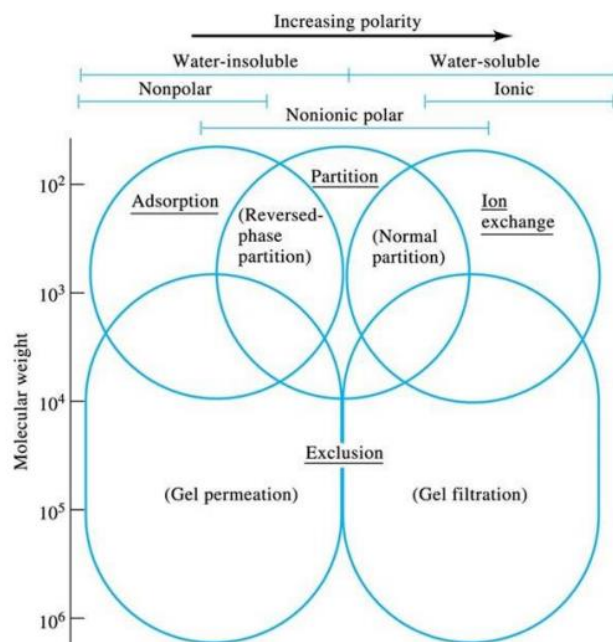 Increasing polarity
Water-insoluble
Water-soluble
Nonpolar
Ionic
Nonionic polar
Partition
Adsorption
Ion
exchange
(Reversed-
phase
partition)
(Normal
partition)
Exclusion
(Gel permeation)
(Gel filtration)
Molecular weight
10²
10³
10⁴
10⁵
10⁶